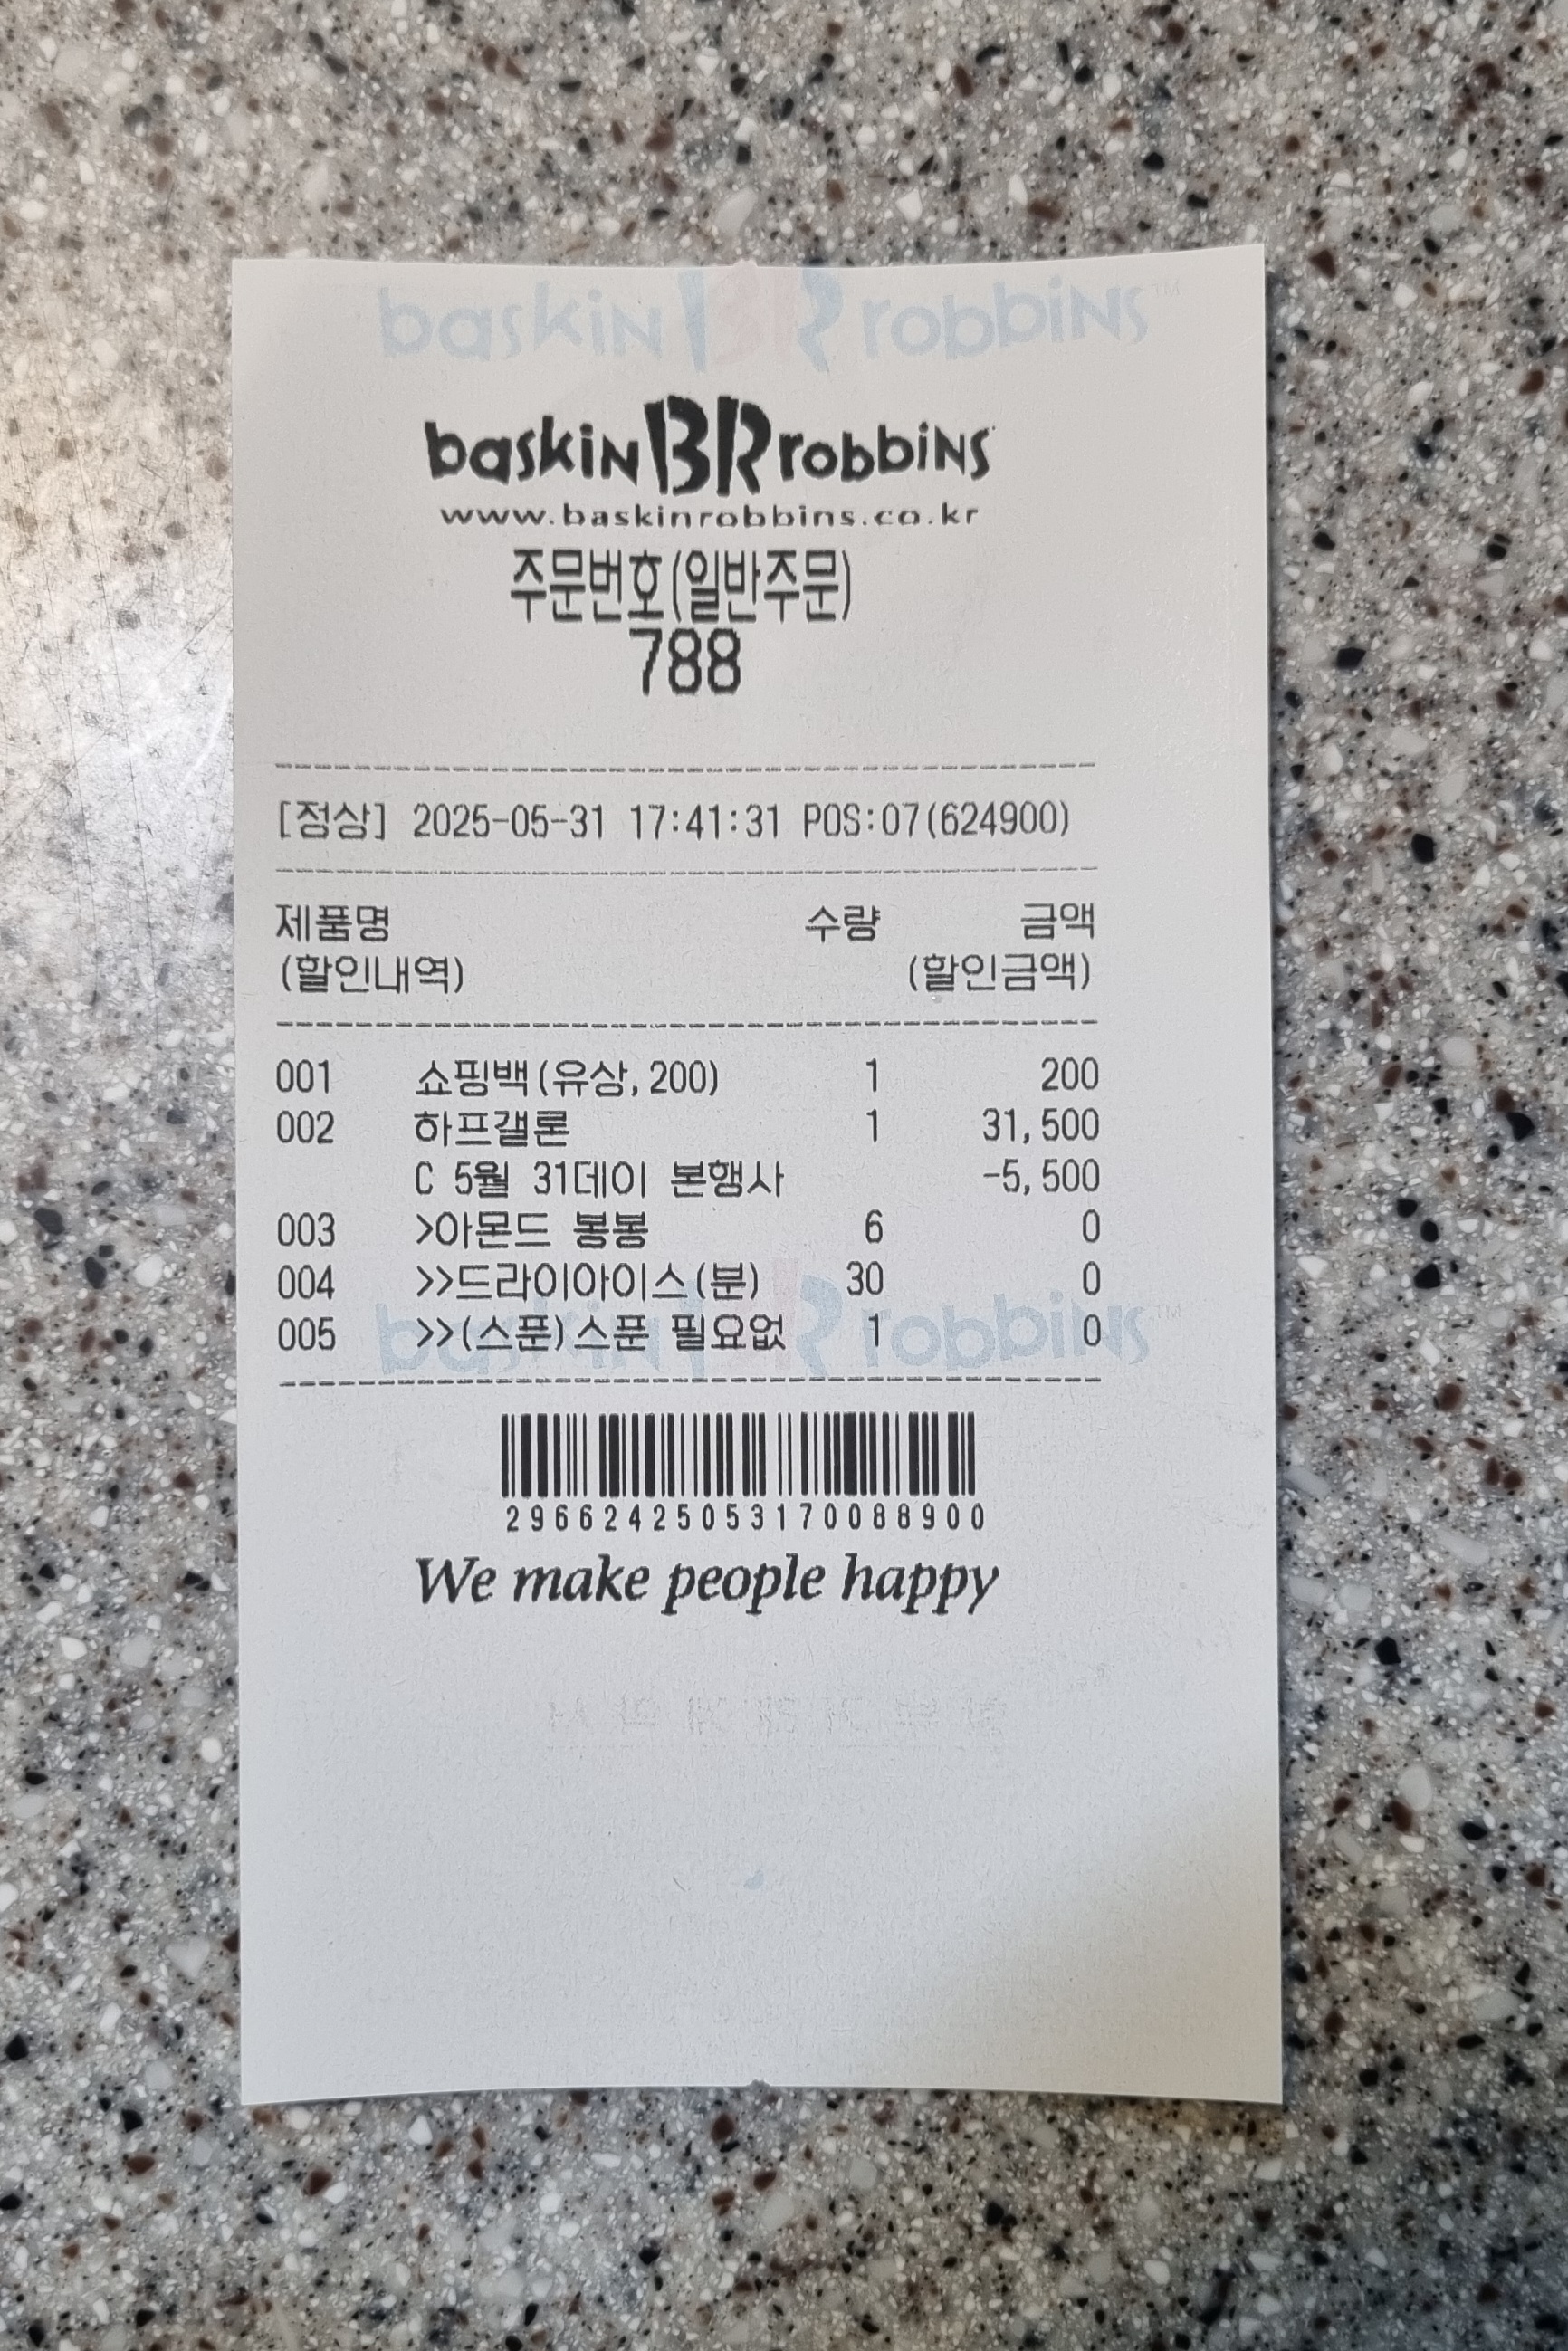 baskin BR robbins
baskin BR robbins
www.baskinrobbins.co.kr
주문번호(일반주문)
788
[정상] 2025-05-31 17:41:31 POS:07(624900)
제품명 수량 금액
(할인내역) (할인금액)
001 쇼핑백(유상,200) 1 200
002 하프갤론 1 31,500
C 5월 31데이 본행사 -5,500
003 >아몬드 봉봉 6 0
004 >>드라이아이스(분) 30 0
005 >>(스푼)스푼 필요없 1 0
baskin BR robbins™
29662425053170088900
We make people happy